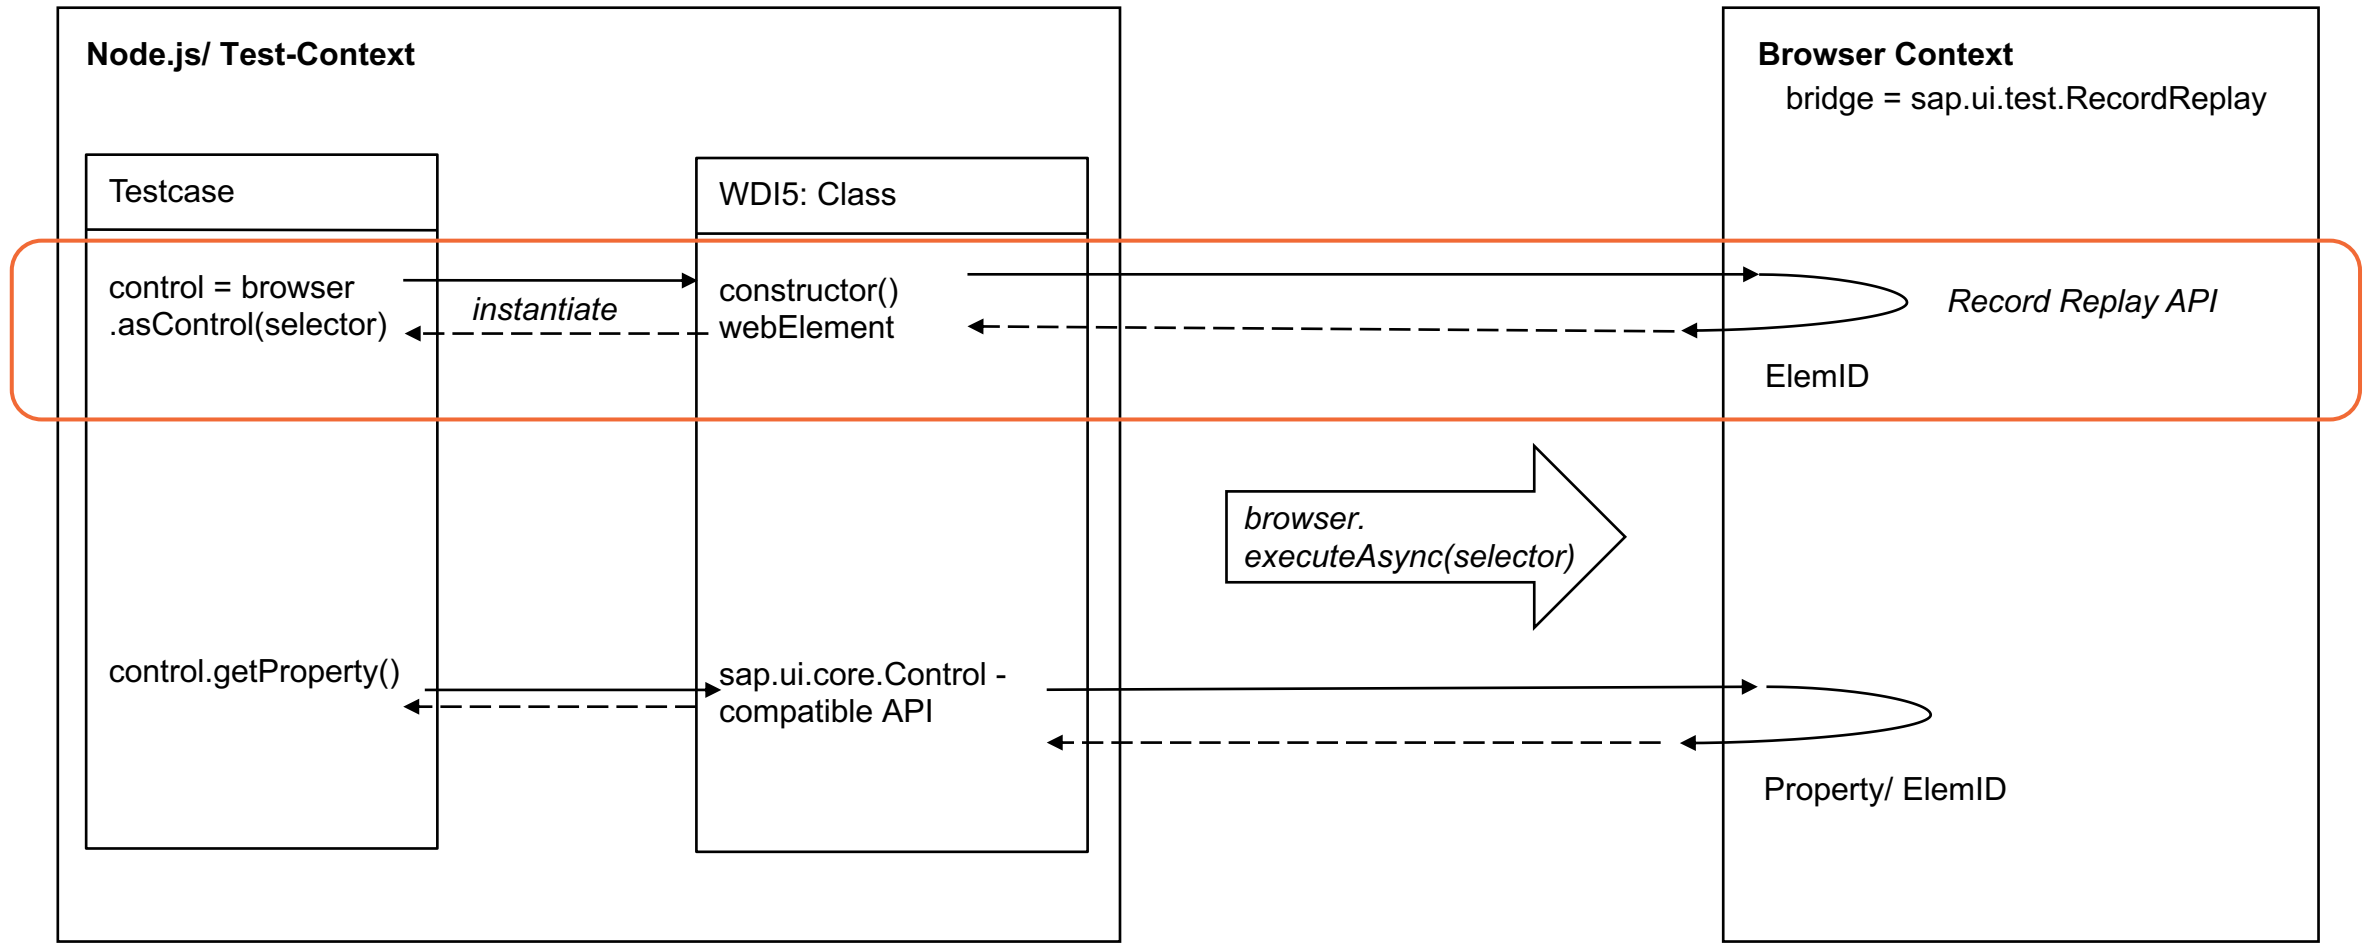 Node.js/ Test-Context
Browser Context
bridge = sap.ui.test.RecordReplay
Testcase
WDI5: Class
control = browser
.asControl(selector)
instantiate
constructor()
webElement
Record Replay API
ElemID
browser.
executeAsync(selector)
control.getProperty()
sap.ui.core.Control -
compatible API
Property/ ElemID